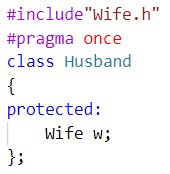 #include"Wife.h"
#pragma once
class Husband
{
protected:
    Wife w;
};